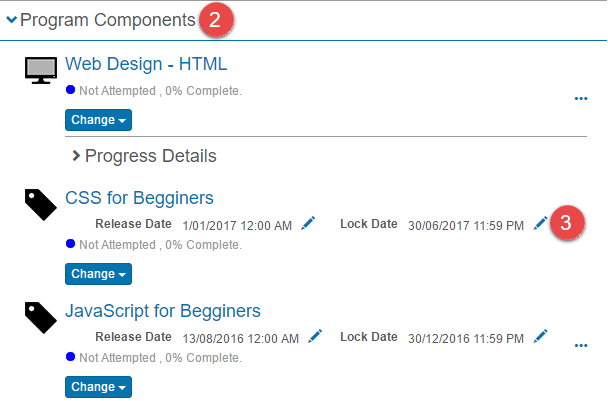 Program Components 2
Web Design - HTML
Not Attempted , 0% Complete.
...
Change
Progress Details
CSS for Begginers
Release Date 1/01/2017 12:00 AM Lock Date 30/06/2017 11:59 PM 3
Not Attempted , 0% Complete.
Change
JavaScript for Begginers
Release Date 13/08/2016 12:00 AM Lock Date 30/12/2016 11:59 PM
...
Not Attempted , 0% Complete.
Change